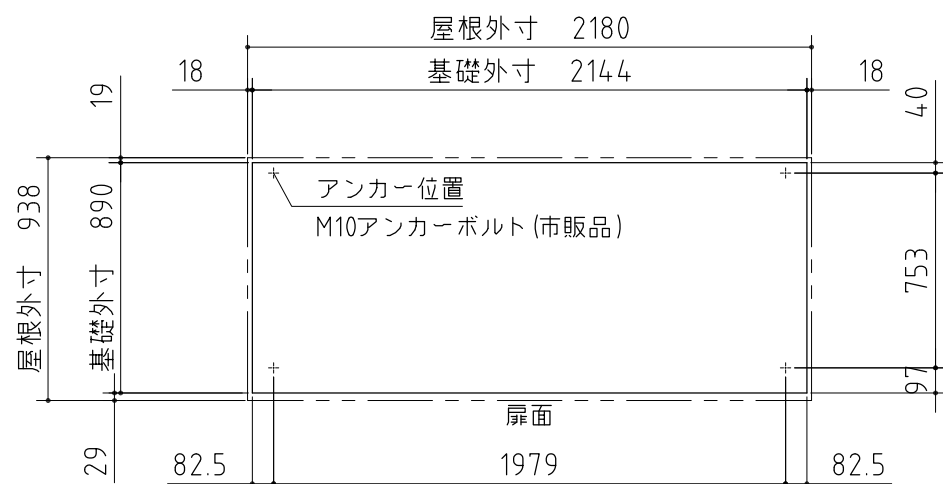 屋根外寸 2180
18 基礎外寸 2144 18
19
40
アンカー位置
M10アンカーボルト(市販品)
屋根外寸 938
基礎外寸 890
753
97
扉面
29
82.5 1979 82.5